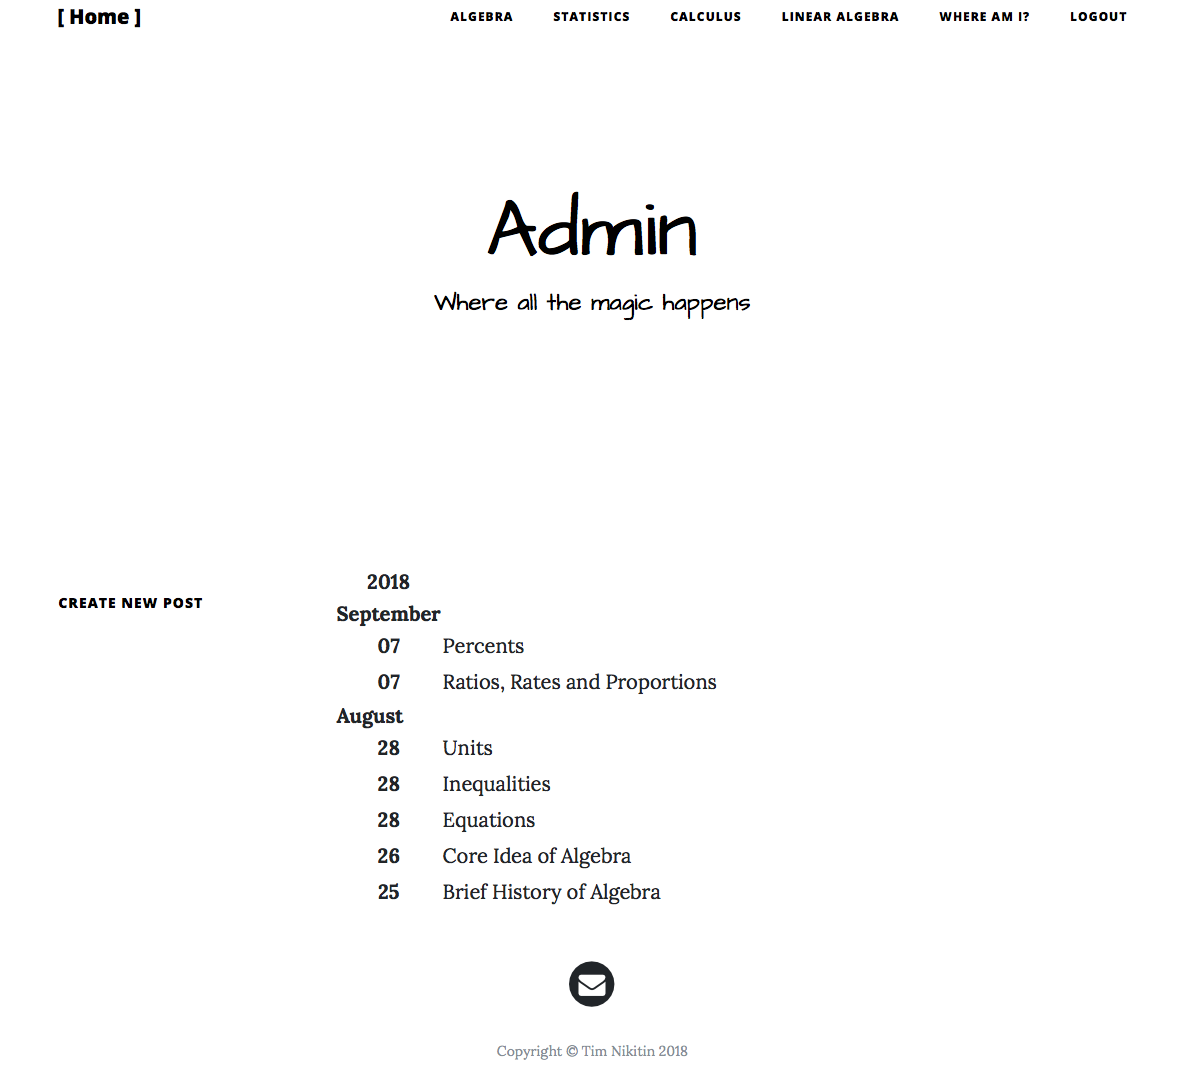 [ Home ] ALGEBRA STATISTICS CALCULUS LINEAR ALGEBRA WHERE AM I? LOGOUT
Admin
Where all the magic happens
CREATE NEW POST
2018
September
07 Percents
07 Ratios, Rates and Proportions
August
28 Units
28 Inequalities
28 Equations
26 Core Idea of Algebra
25 Brief History of Algebra
Copyright © Tim Nikitin 2018